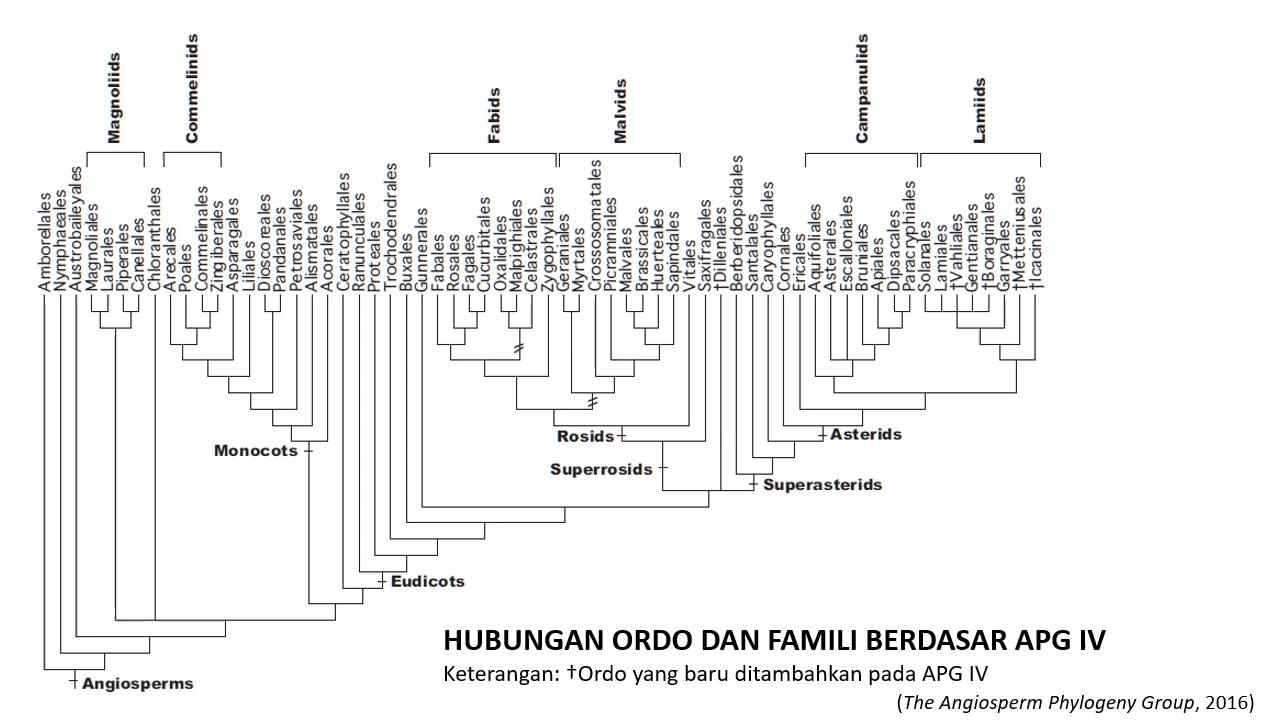 Magnoliids
Commelinids
Fabids
Malvids
Campanulids
Lamiids
Amborellales
Nymphaeales
Austrobaileyales
Magnoliales
Laurales
Piperales
Canellales
Chloranthales
Arecales
Poales
Commelinales
Zingiberales
Asparagales
Liliales
Dioscoreales
Pandanales
Petrosaviales
Alismatales
Acorales
Ceratophyllales
Ranunculales
Proteales
Trochodendrales
Buxales
Gunnerales
Fabales
Rosales
Fagales
Cucurbitales
Oxalidales
Malpighiales
Celastrales
Zygophyllales
Geraniales
Myrtales
Crossosomatales
Picramniales
Malvales
Brassicales
Huerteales
Sapindales
Vitales
Saxifragales
†Dilleniales
Berberidopsidales
Santalales
Caryophyllales
Cornales
Ericales
Aquifoliales
Asterales
Escalloniales
Bruniales
Apiales
Dipsacales
Paracryphiales
Solanales
Lamiales
†Vahliales
Gentianales
†Boraginales
Garryales
†Metteniusales
†Icacinales
Monocots
Rosids
Asterids
Superrosids
Superasterids
Eudicots
Angiosperms
HUBUNGAN ORDO DAN FAMILI BERDASAR APG IV
Keterangan: †Ordo yang baru ditambahkan pada APG IV
(The Angiosperm Phylogeny Group, 2016)